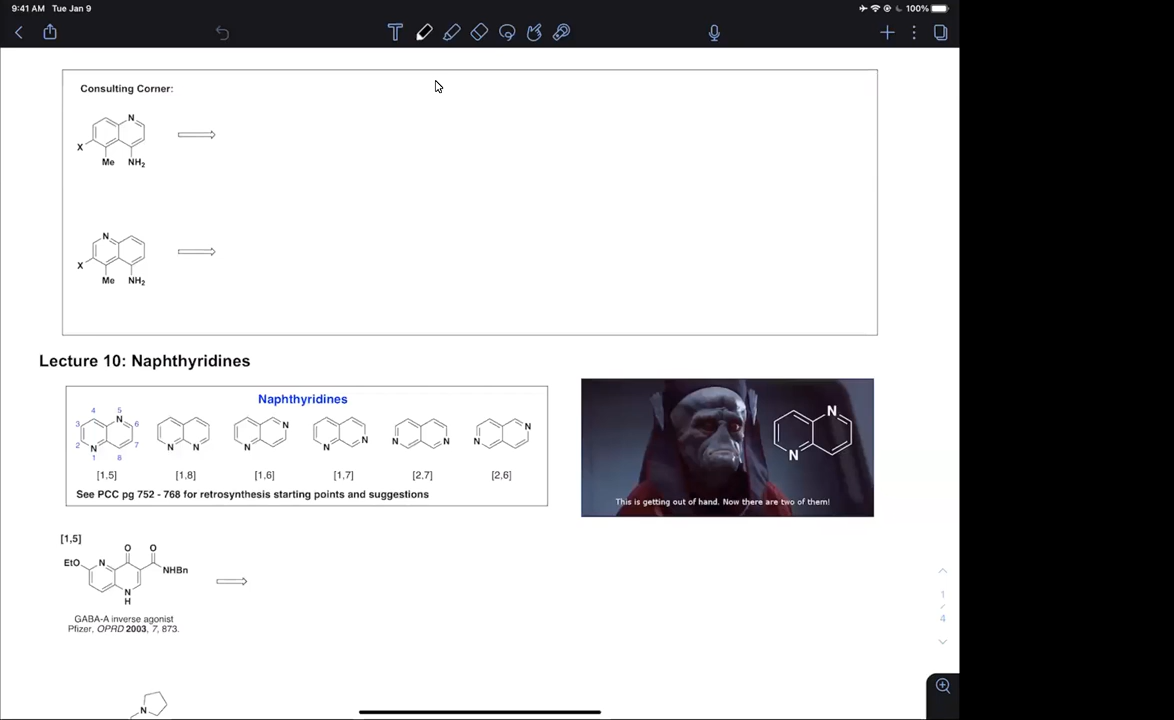 9:41 AM Tue Jan 9
100%
Consulting Corner:
N
X
Me NH₂
N
X
Me NH₂
Lecture 10: Naphthyridines
Naphthyridines
4 5
3 N 6
2 N 7
1 8
N N
N N
N N
N N
N N
[1,5] [1,8] [1,6] [1,7] [2,7] [2,6]
See PCC pg 752 - 768 for retrosynthesis starting points and suggestions
N
N
This is getting out of hand. Now there are two of them!
[1,5]
O O
EtO N NHBn
N
H
GABA-A inverse agonist
Pfizer, OPRD 2003, 7, 873.
1
/
4
N